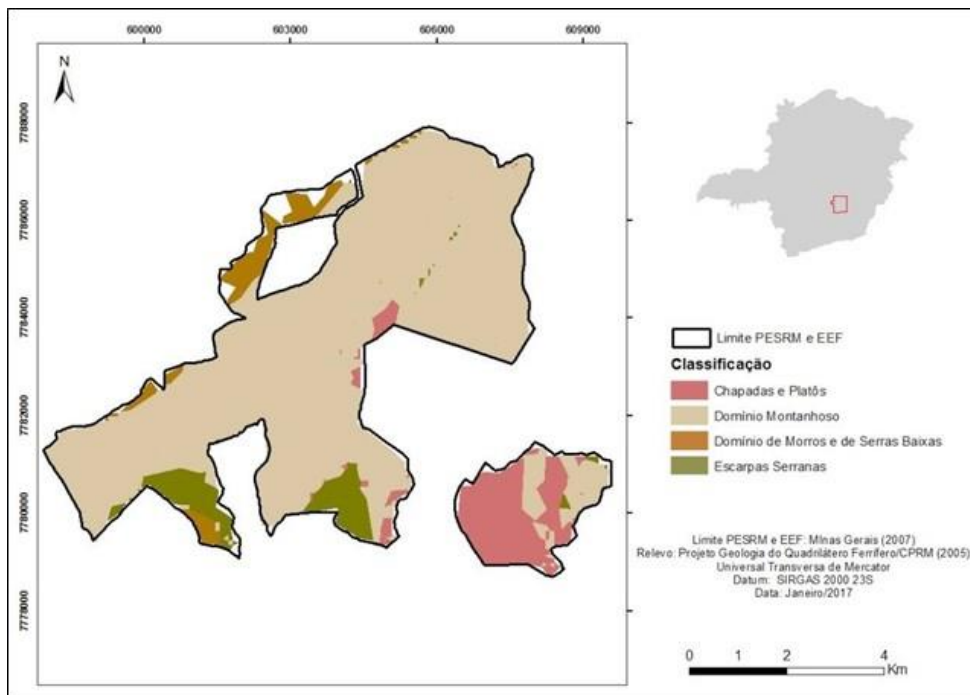 600000 603000 606000 609000
N
7788000
7786000
7784000
7782000
7780000
7778000
Limite PESRM e EEF
Classificação
Chapadas e Platôs
Domínio Montanhoso
Domínio de Morros e de Serras Baixas
Escarpas Serranas
Limite PESRM e EEF: MInas Gerais (2007)
Relevo: Projeto Geologia do Quadrilátero Ferrífero/CPRM (2005)
Universal Transversa de Mercator
Datum: SIRGAS 2000 23S
Data: Janeiro/2017
0 1 2 4
Km